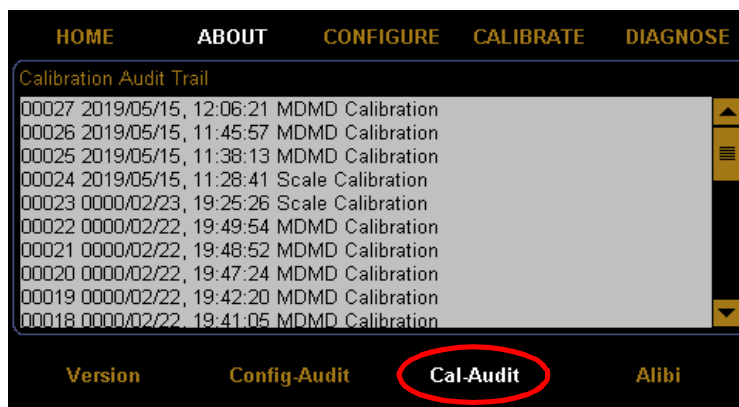 HOME ABOUT CONFIGURE CALIBRATE DIAGNOSE
Calibration Audit Trail
00027 2019/05/15, 12:06:21 MDMD Calibration
00026 2019/05/15, 11:45:57 MDMD Calibration
00025 2019/05/15, 11:38:13 MDMD Calibration
00024 2019/05/15, 11:28:41 Scale Calibration
00023 0000/02/23, 19:25:26 Scale Calibration
00022 0000/02/22, 19:49:54 MDMD Calibration
00021 0000/02/22, 19:48:52 MDMD Calibration
00020 0000/02/22, 19:47:24 MDMD Calibration
00019 0000/02/22, 19:42:20 MDMD Calibration
00018 0000/02/22, 19:41:05 MDMD Calibration
Version Config-Audit Cal-Audit Alibi